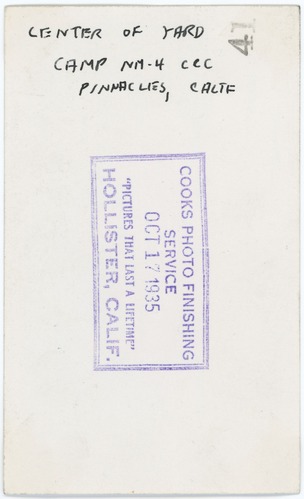 CENTER OF YARD
CAMP NM-4 CCC
PINNACLES, CALIF
41
COOKS PHOTO FINISHING
SERVICE
OCT 17 1935
"PICTURES THAT LAST A LIFETIME"
HOLLISTER, CALIF.